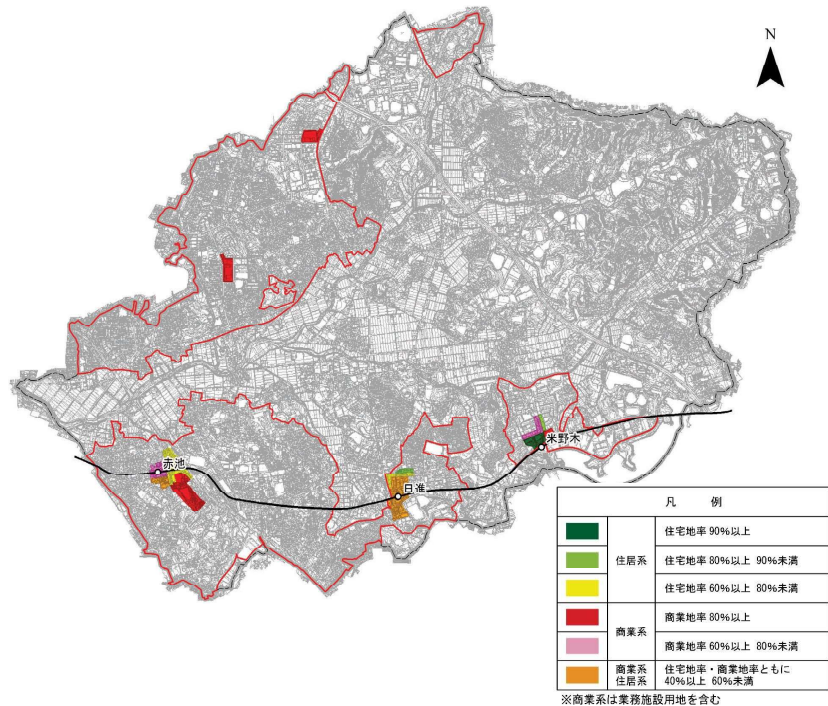 N
赤池
日進
米野木
凡 例
住居系
住宅地率 90%以上
住宅地率 80%以上 90%未満
住宅地率 60%以上 80%未満
商業系
商業地率 80%以上
商業地率 60%以上 80%未満
商業系
住居系
住宅地率・商業地率ともに
40%以上 60%未満
※商業系は業務施設用地を含む